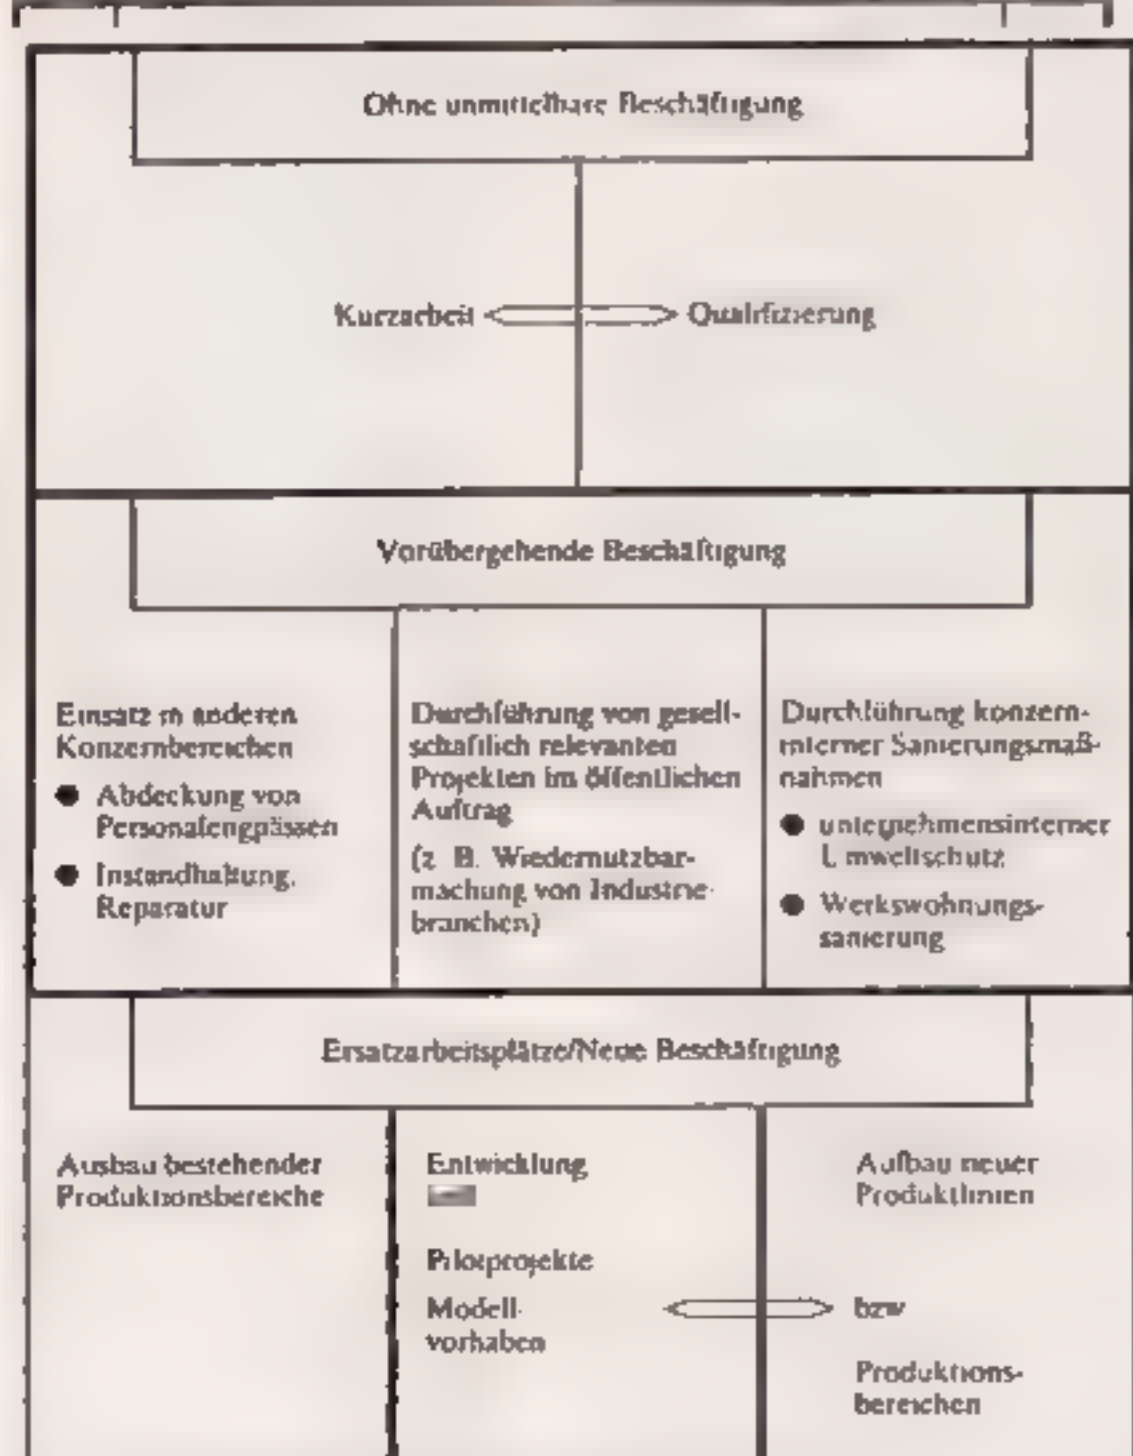 Ohne unmittelbare Beschäftigung
Kurzarbeit Qualifizierung
Vorübergehende Beschäftigung
Einsatz in anderen
Konzernbereichen
● Abdeckung von
Personalengpässen
● Instandhaltung,
Reparatur
Durchführung von gesell-
schaftlich relevanten
Projekten im öffentlichen
Auftrag
(z. B. Wiedernutzbar-
machung von Industrie-
branchen)
Durchführung konzern-
interner Sanierungsmaß-
nahmen
● unternehmensinterner
Umweltschutz
● Werkswohnungs-
sanierung
Ersatzarbeitsplätze/Neue Beschäftigung
Ausbau bestehender
Produktionsbereiche
Entwicklung
Pilotprojekte
Modell-
vorhaben
Aufbau neuer
Produktlinien
bzw
Produktions-
bereichen